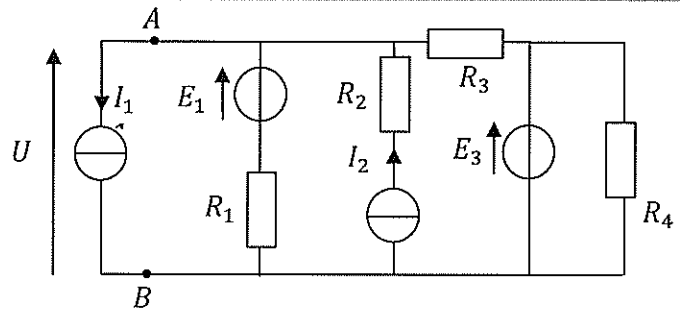 A
I₁
E₁
R₂
R₃
U
I₂
E₃
R₁
R₄
B